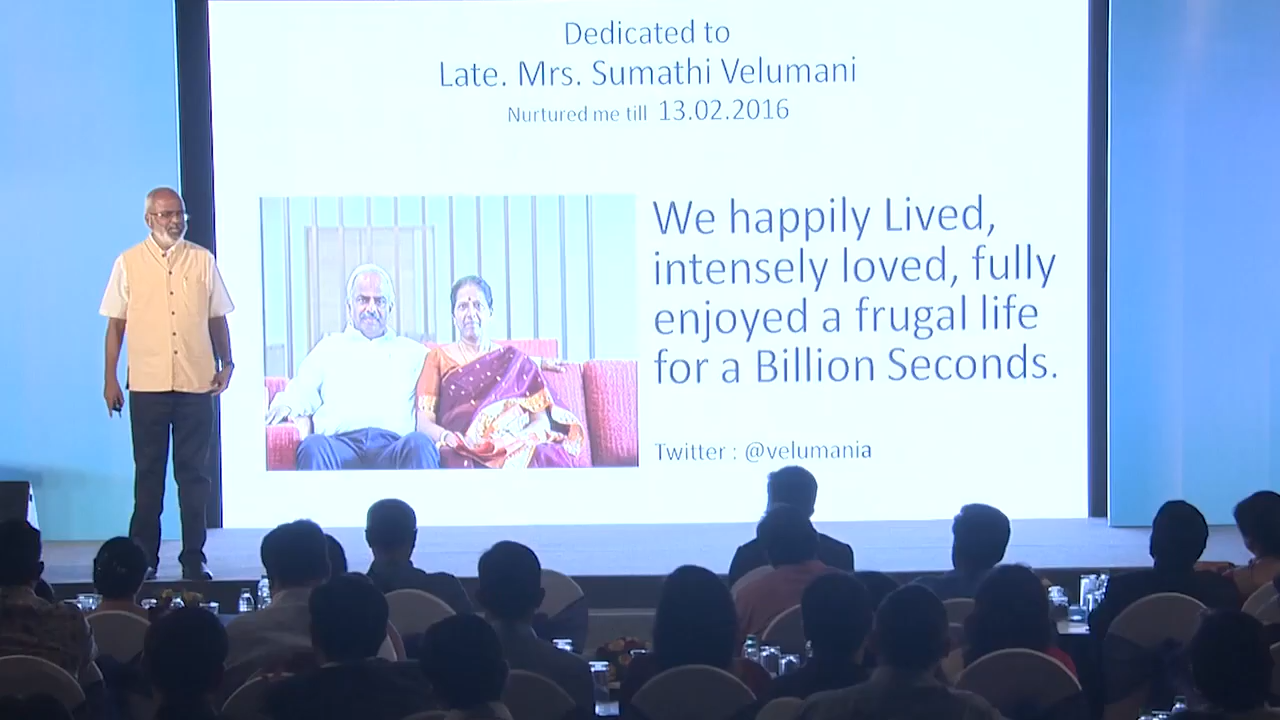 Dedicated to
Late. Mrs. Sumathi Velumani
Nurtured me till 13.02.2016
We happily Lived,
intensely loved, fully
enjoyed a frugal life
for a Billion Seconds.
Twitter : @velumania